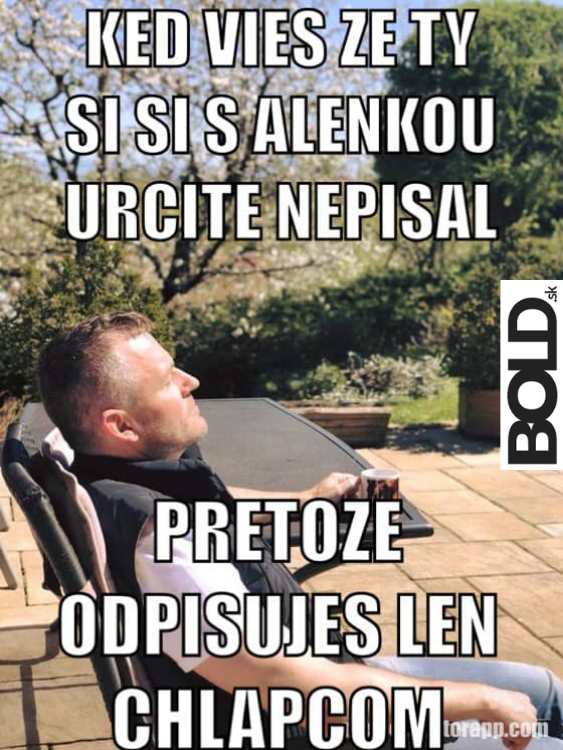 KED VIES ZE TY
SI SI S ALENKOU
URCITE NEPISAL
BOLD.sk
PRETOZE
ODPISUJES LEN
CHLAPCOM
torapp.com